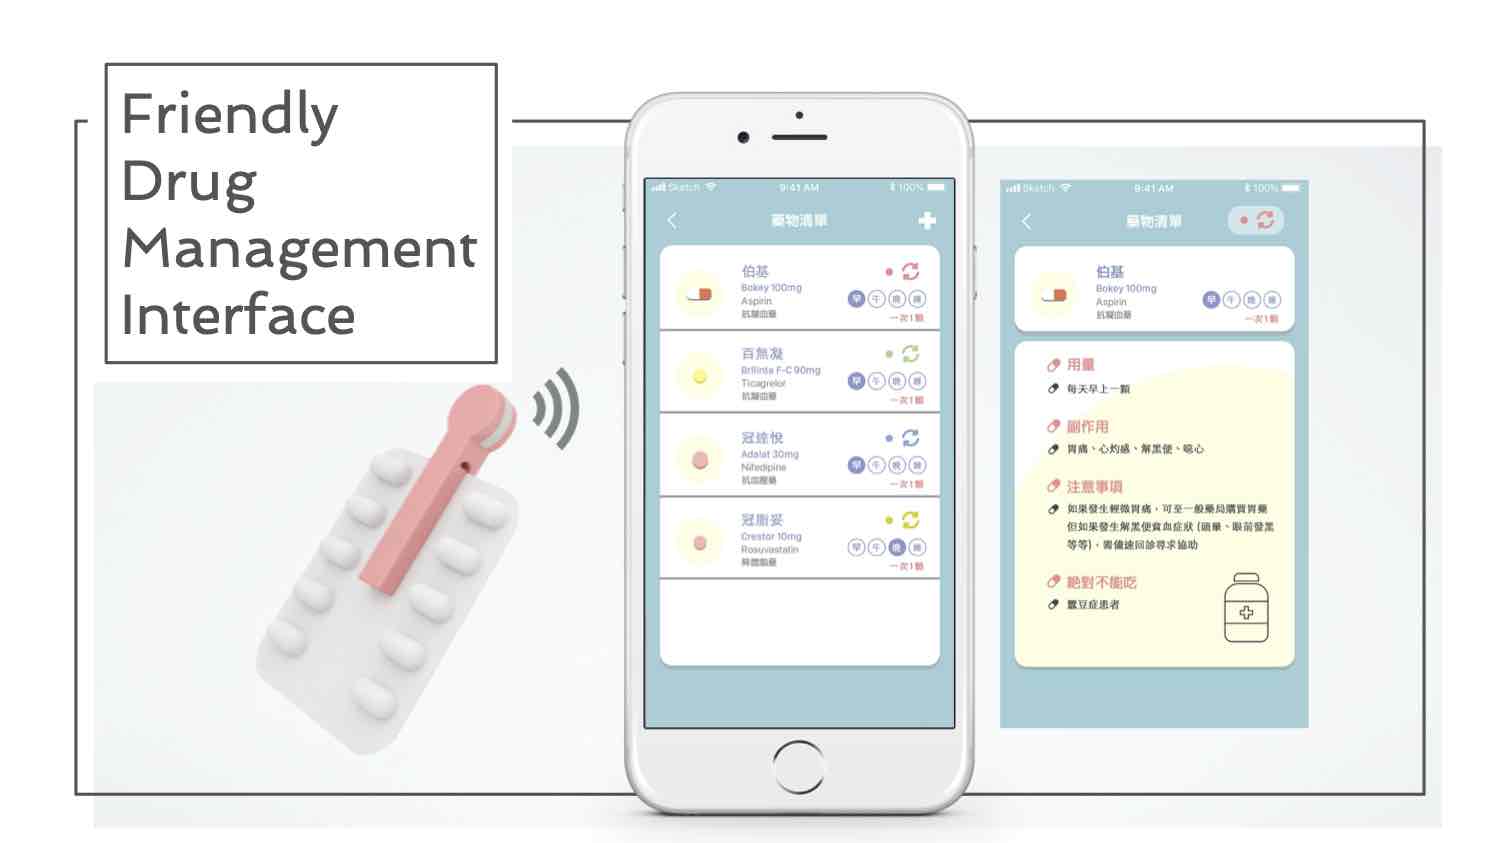 Friendly
Drug
Management
Interface
Sketch 9:41 AM 100%
藥物清單
伯基
Bokey 100mg
Aspirin
抗凝血藥
早 午 晚 睡
一次1顆
百無凝
Brilinta F-C 90mg
Ticagrelor
抗凝血藥
早 午 晚 睡
一次1顆
冠達悅
Adalat 30mg
Nifedipine
抗血壓藥
早 午 晚 睡
一次1顆
冠脂妥
Crestor 10mg
Rosuvastatin
降膽脂藥
早 午 晚 睡
一次1顆
Sketch 9:41 AM 100%
藥物清單
伯基
Bokey 100mg
Aspirin
抗凝血藥
早 午 晚 睡
一次1顆
用量
每天早上一顆
副作用
胃痛、心灼感、解黑便、噁心
注意事項
如果發生輕微胃痛，可至一般藥局購買胃藥
但如果發生解黑便貧血症狀 (頭暈、眼前發黑
等等)，需儘速回診尋求協助
絕對不能吃
蠶豆症患者